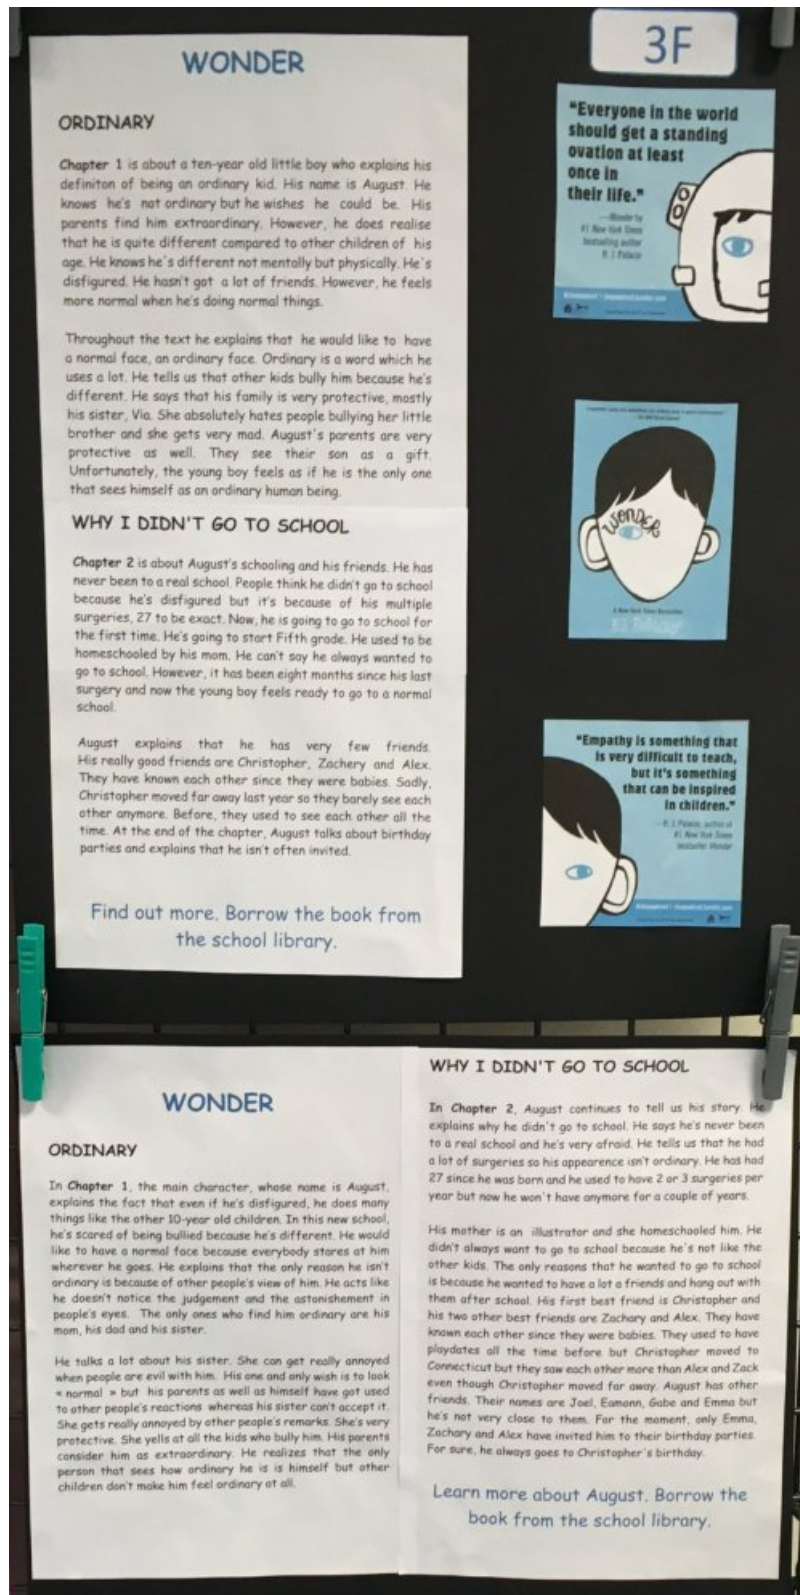 WONDER
ORDINARY
Chapter 1 is about a ten-year old little boy who explains his
definiton of being an ordinary kid. His name is August. He
knows he's not ordinary but he wishes he could be. His
parents find him extraordinary. However, he does realise
that he is quite different compared to other children of his
age. He knows he's different not mentally but physically. He's
disfigured. He hasn't got a lot of friends. However, he feels
more normal when he's doing normal things.
Throughout the text he explains that he would like to have
a normal face, an ordinary face. Ordinary is a word which he
uses a lot. He tells us that other kids bully him because he's
different. He says that his family is very protective, mostly
his sister, Via. She absolutely hates people bullying her little
brother and she gets very mad. August's parents are very
protective as well. They see their son as a gift.
Unfortunately, the young boy feels as if he is the only one
that sees himself as an ordinary human being.
WHY I DIDN'T GO TO SCHOOL
Chapter 2 is about August's schooling and his friends. He has
never been to a real school. People think he didn't go to school
because he's disfigured but it's because of his multiple
surgeries, 27 to be exact. Now, he is going to go to school for
the first time. He's going to start Fifth grade. He used to be
homeschooled by his mom. He can't say he always wanted to
go to school. However, it has been eight months since his last
surgery and now the young boy feels ready to go to a normal
school.
August explains that he has very few friends.
His really good friends are Christopher, Zachery and Alex.
They have known each other since they were babies. Sadly,
Christopher moved far away last year so they barely see each
other anymore. Before, they used to see each other all the
time. At the end of the chapter, August talks about birthday
parties and explains that he isn't often invited.
Find out more. Borrow the book from
the school library.
3F
"Everyone in the world
should get a standing
ovation at least
once in
their life."
—Wonder by
#1 New York Times
bestselling author
R. J. Palacio
WONDER
"Empathy is something that
is very difficult to teach,
but it's something
that can be inspired
in children."
—R. J. Palacio, author of
#1 New York Times
bestseller Wonder
WONDER
ORDINARY
In Chapter 1, the main character, whose name is August,
explains the fact that even if he's disfigured, he does many
things like the other 10-year old children. In this new school,
he's scared of being bullied because he's different. He would
like to have a normal face because everybody stares at him
wherever he goes. He explains that the only reason he isn't
ordinary is because of other people's view of him. He acts like
he doesn't notice the judgement and the astonishement in
people's eyes. The only ones who find him ordinary are his
mom, his dad and his sister.
He talks a lot about his sister. She can get really annoyed
when people are evil with him. His one and only wish is to look
« normal » but his parents as well as himself have got used
to other people's reactions whereas his sister can't accept it.
She gets really annoyed by other people's remarks. She's very
protective. She yells at all the kids who bully him. His parents
consider him as extraordinary. He realizes that the only
person that sees how ordinary he is is himself but other
children don't make him feel ordinary at all.
WHY I DIDN'T GO TO SCHOOL
In Chapter 2, August continues to tell us his story. He
explains why he didn't go to school. He says he's never been
to a real school and he's very afraid. He tells us that he had
a lot of surgeries so his appearence isn't ordinary. He has had
27 since he was born and he used to have 2 or 3 surgeries per
year but now he won't have anymore for a couple of years.
His mother is an illustrator and she homeschooled him. He
didn't always want to go to school because he's not like the
other kids. The only reasons that he wanted to go to school
is because he wanted to have a lot a friends and hang out with
them after school. His first best friend is Christopher and
his two other best friends are Zachary and Alex. They have
known each other since they were babies. They used to have
playdates all the time before but Christopher moved to
Connecticut but they saw each other more than Alex and Zack
even though Christopher moved far away. August has other
friends. Their names are Joel, Eamonn, Gabe and Emma but
he's not very close to them. For the moment, only Emma,
Zachary and Alex have invited him to their birthday parties.
For sure, he always goes to Christopher's birthday.
Learn more about August. Borrow the
book from the school library.